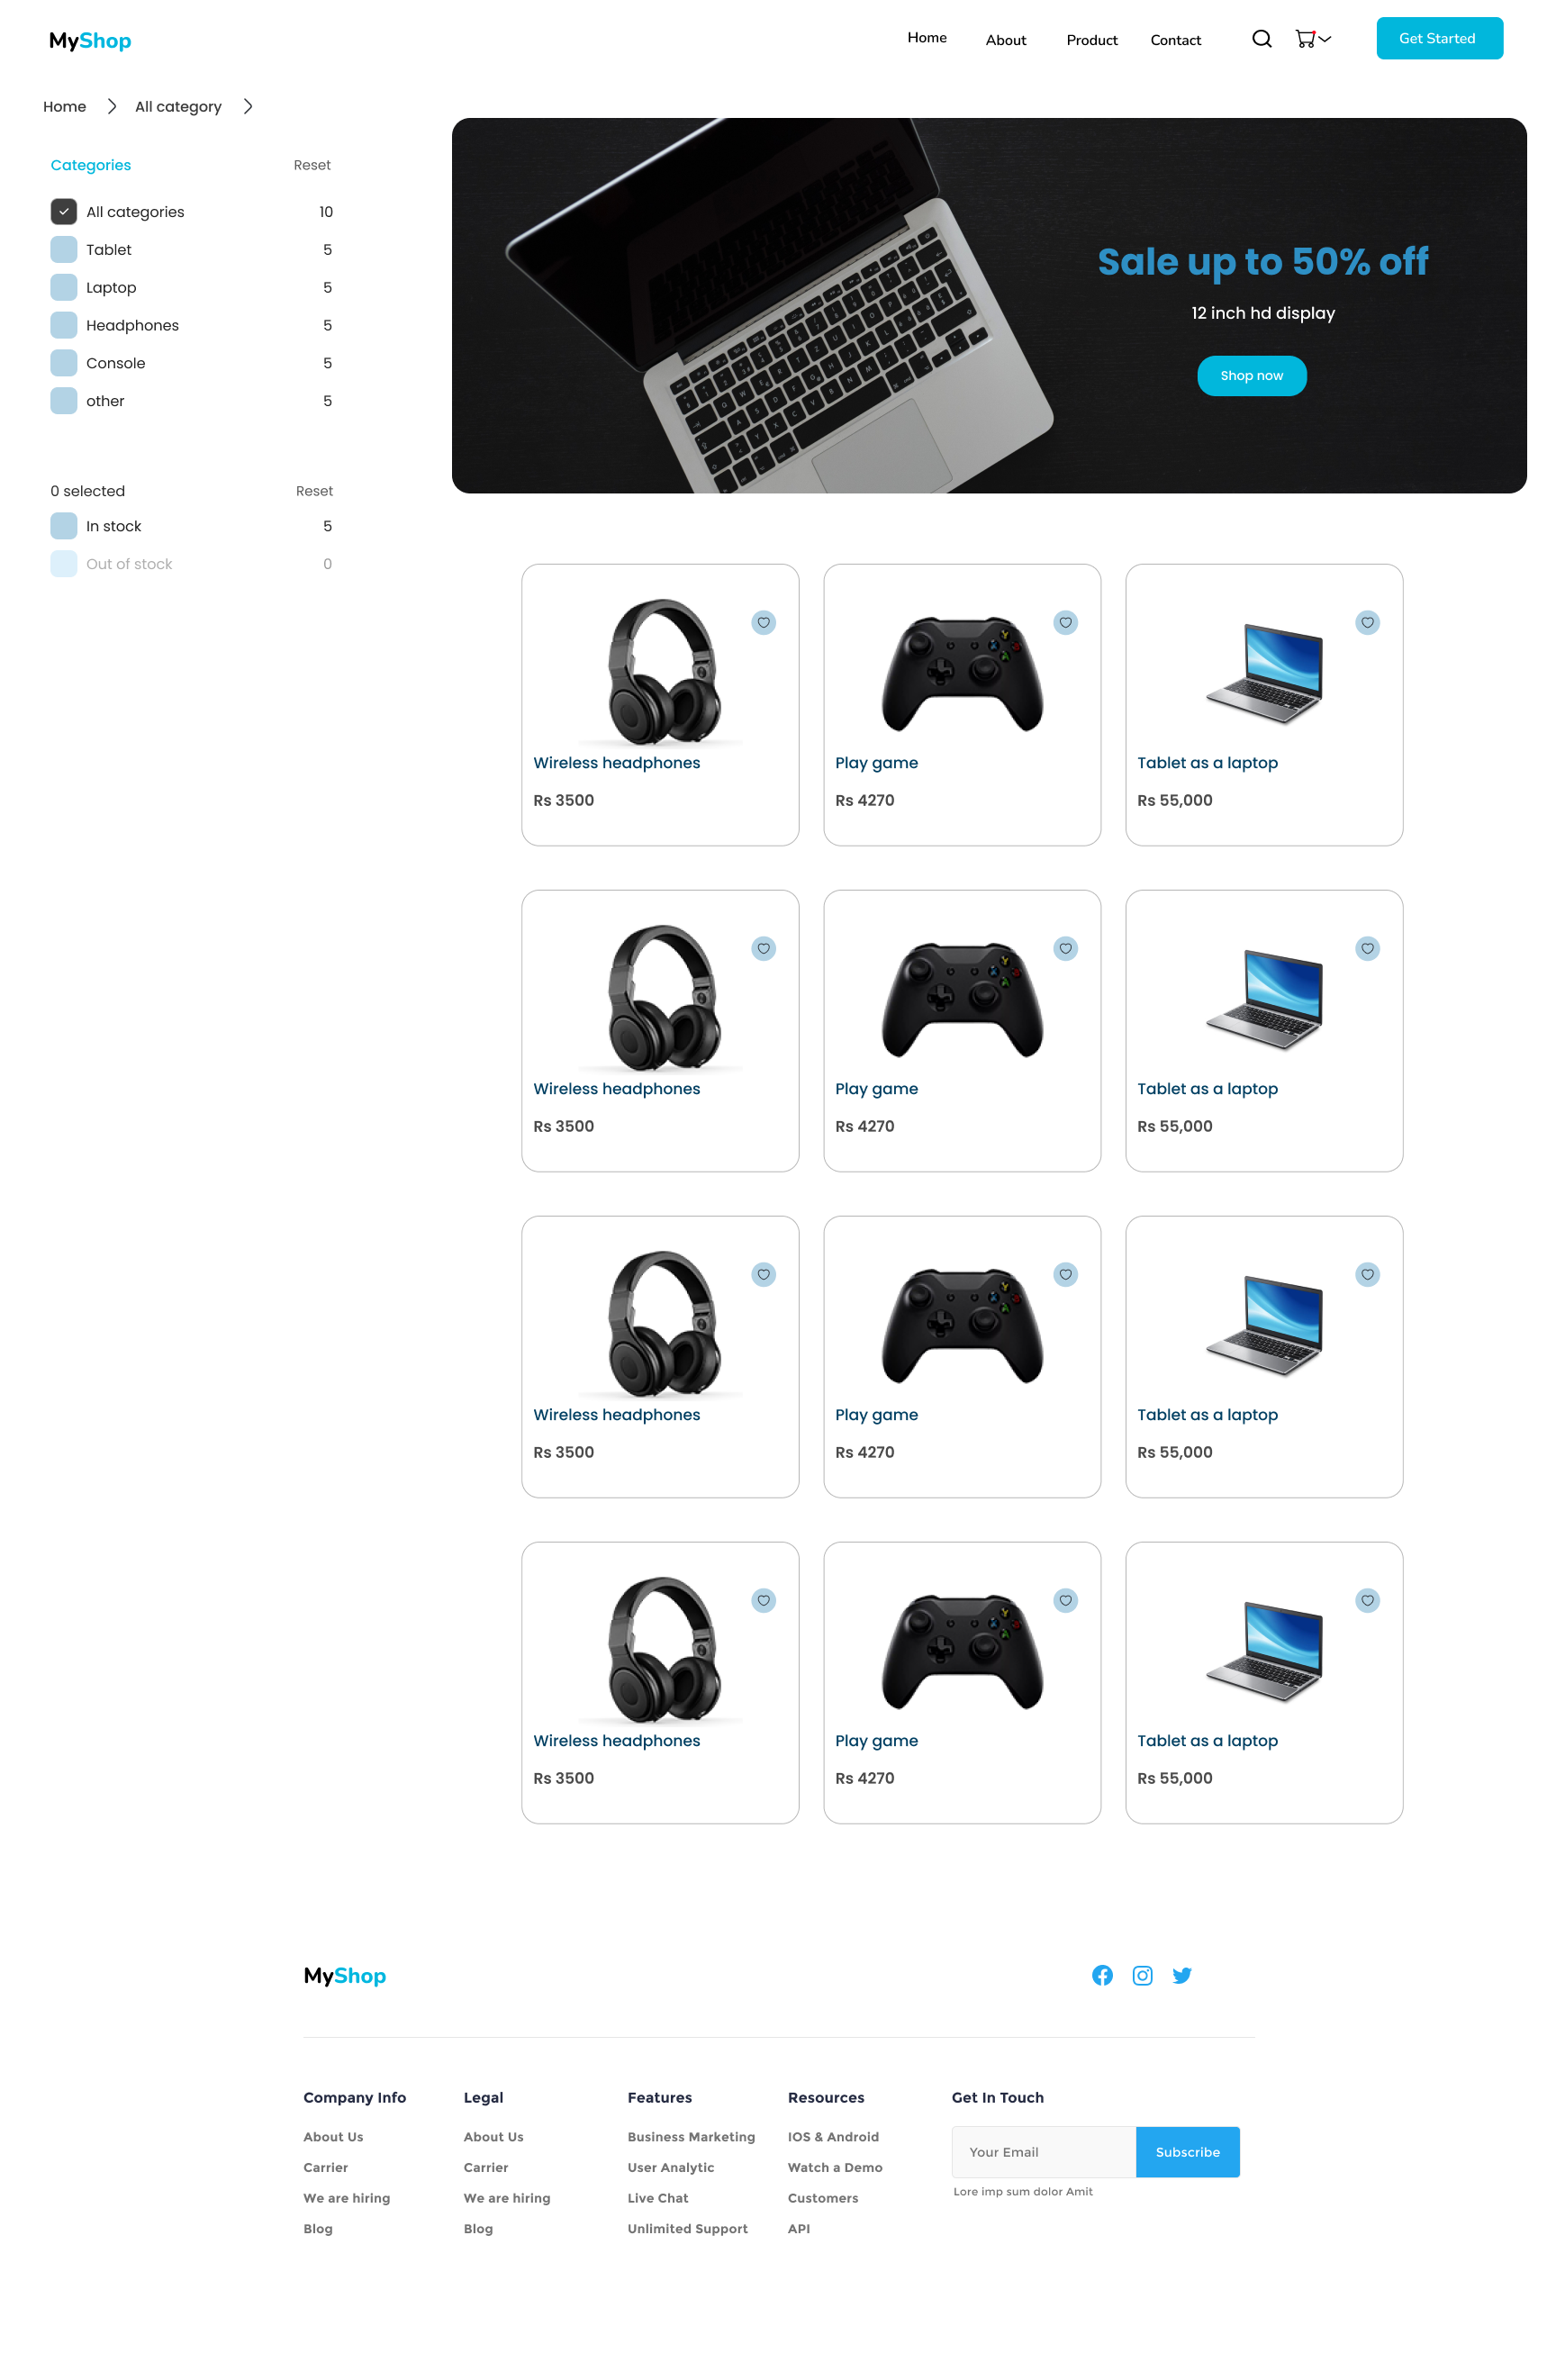 MyShop
Home About Product Contact Get Started
Home All category
Categories Reset
All categories 10
Tablet 5
Laptop 5
Headphones 5
Console 5
other 5
0 selected Reset
In stock 5
Out of stock 0
Sale up to 50% off
12 inch hd display
Shop now
Wireless headphones Play game Tablet as a laptop
Rs 3500 Rs 4270 Rs 55,000
Wireless headphones Play game Tablet as a laptop
Rs 3500 Rs 4270 Rs 55,000
Wireless headphones Play game Tablet as a laptop
Rs 3500 Rs 4270 Rs 55,000
Wireless headphones Play game Tablet as a laptop
Rs 3500 Rs 4270 Rs 55,000
MyShop
Company Info Legal Features Resources Get In Touch
About Us About Us Business Marketing IOS & Android Your Email Subscribe
Carrier Carrier User Analytic Watch a Demo
We are hiring We are hiring Live Chat Customers Lore imp sum dolor Amit
Blog Blog Unlimited Support API